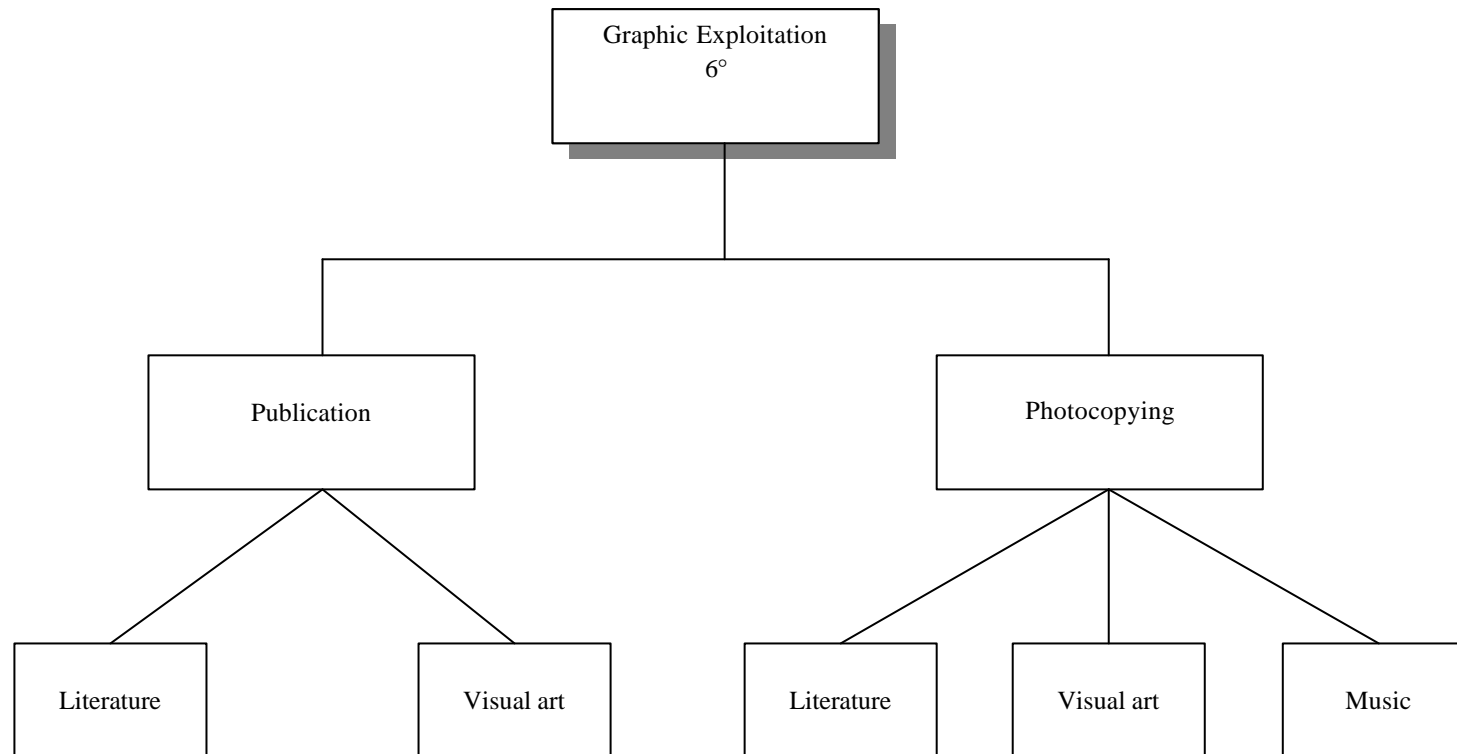 Graphic Exploitation
6°
Publication
Photocopying
Literature
Visual art
Literature
Visual art
Music